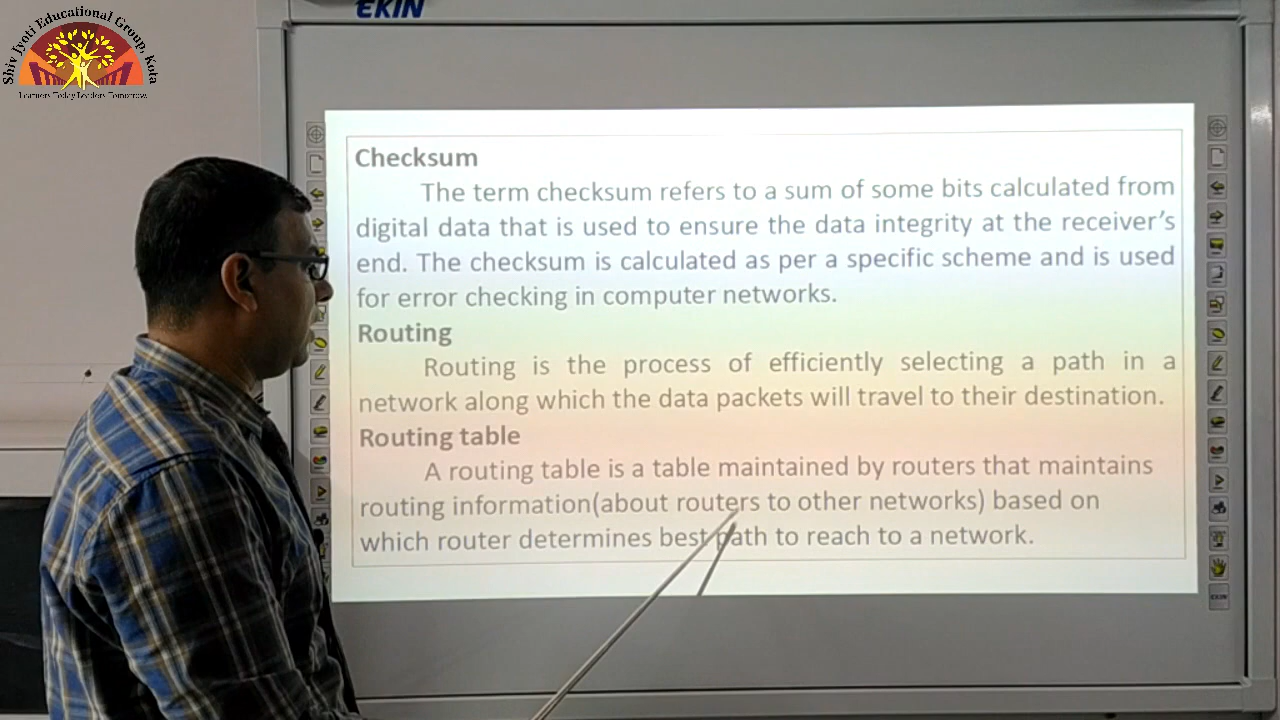 EKIN
Shiv Jyoti Educational Group, Kota
Learners Today Leaders Tomorrow
Checksum
The term checksum refers to a sum of some bits calculated from
digital data that is used to ensure the data integrity at the receiver's
end. The checksum is calculated as per a specific scheme and is used
for error checking in computer networks.
Routing
Routing is the process of efficiently selecting a path in a
network along which the data packets will travel to their destination.
Routing table
A routing table is a table maintained by routers that maintains
routing information(about routers to other networks) based on
which router determines best path to reach to a network.
EKIN